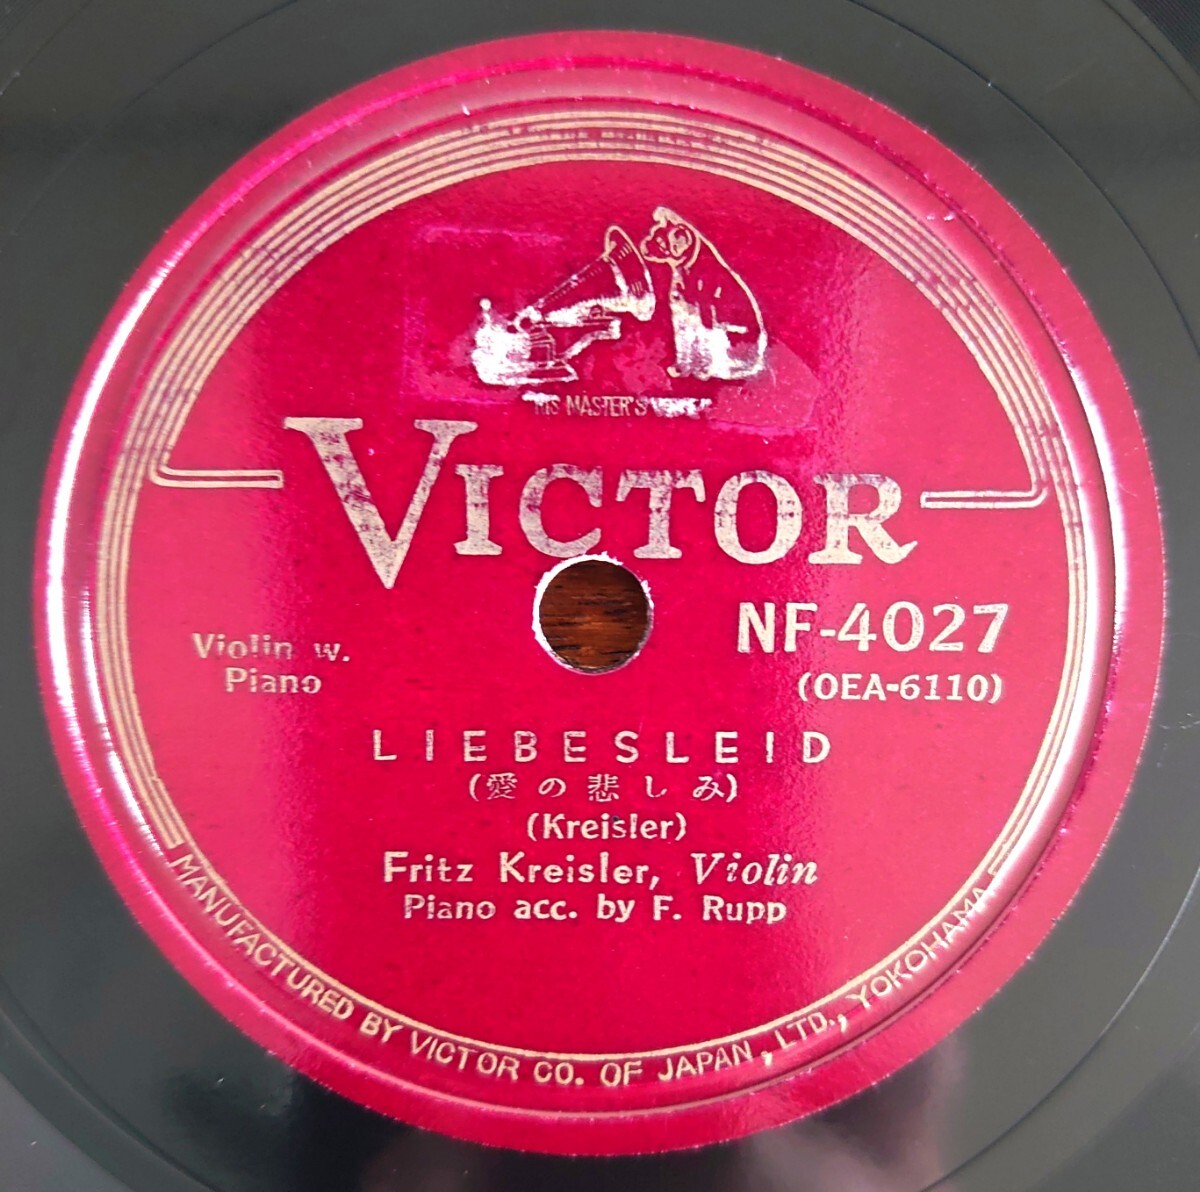 HIS MASTER'S VOICE
VICTOR
NF-4027
(OEA-6110)
Violin w.
Piano
LIEBESLEID
(愛の悲しみ)
(Kreisler)
Fritz Kreisler, Violin
Piano acc. by F. Rupp
MANUFACTURED BY VICTOR CO. OF JAPAN, LTD., YOKOHAMA